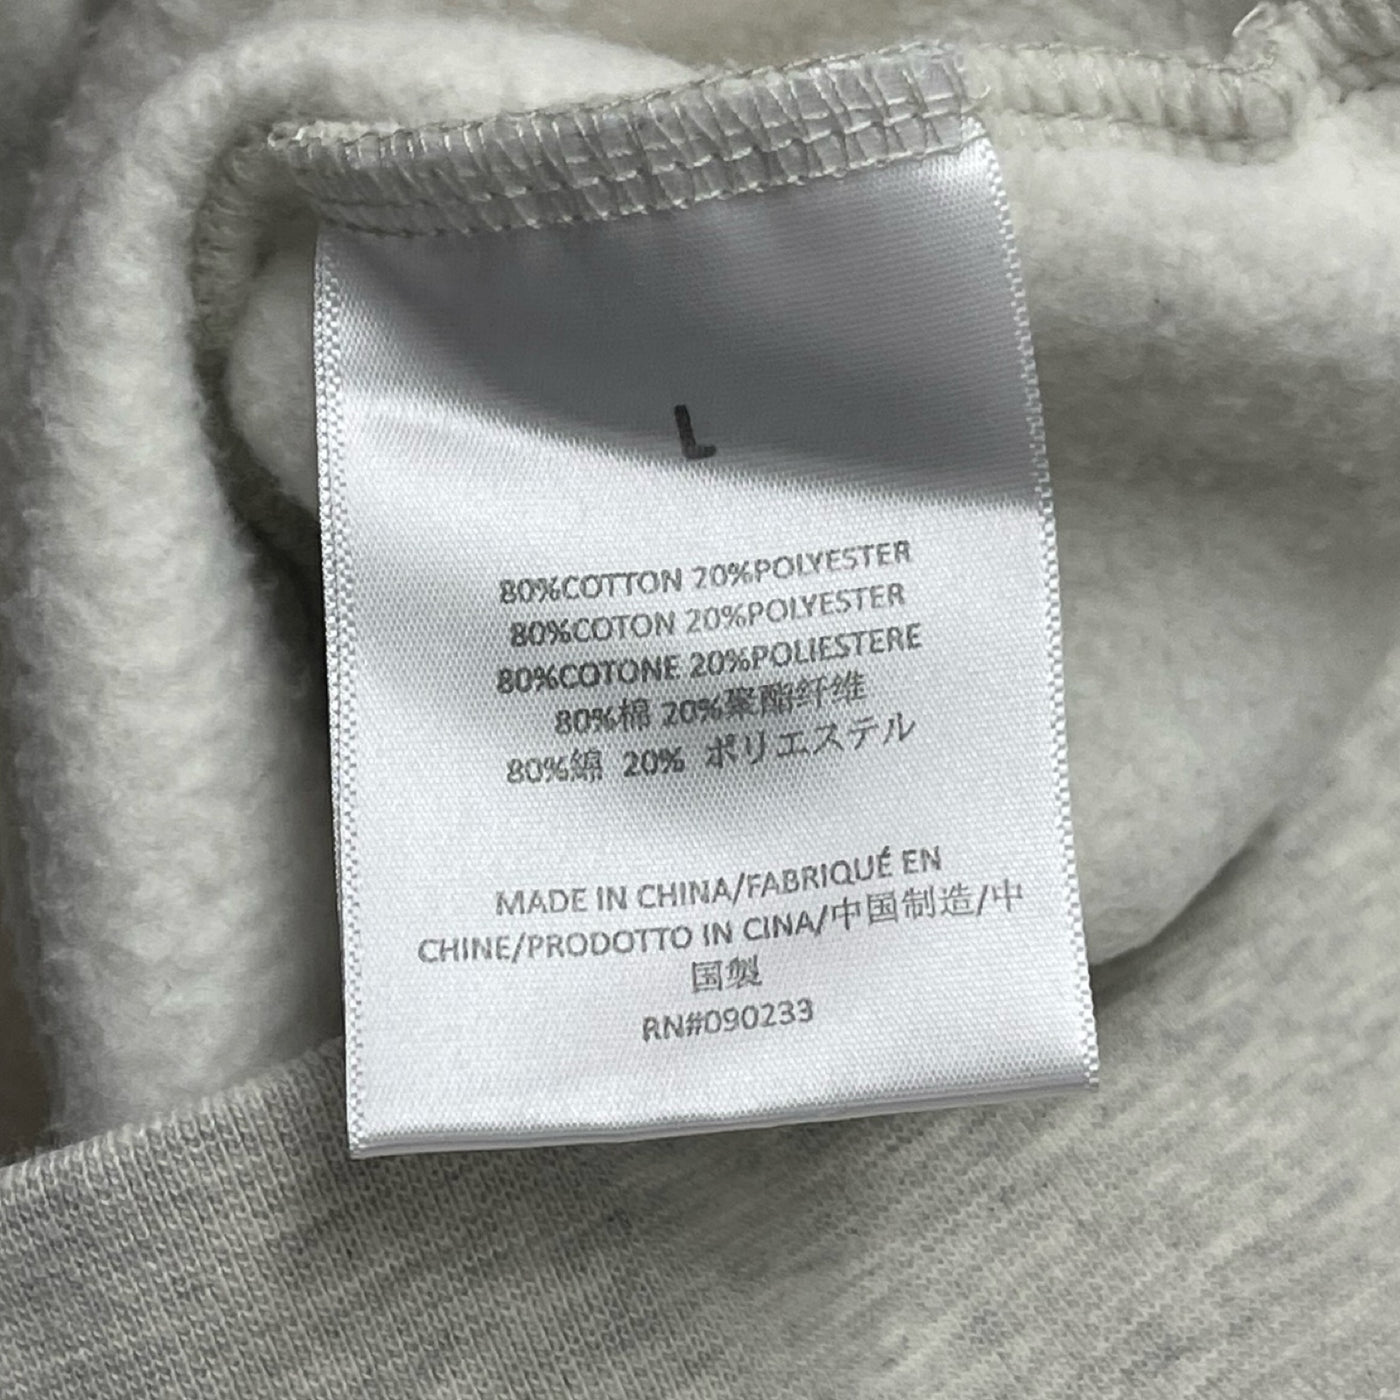 L
80%COTTON 20%POLYESTER
80%COTON 20%POLYESTER
80%COTONE 20%POLIESTERE
80%棉 20%聚酯纤维
80%綿 20% ポリエステル
MADE IN CHINA/FABRIQUÉ EN
CHINE/PRODOTTO IN CINA/中国制造/中
国製
RN#090233